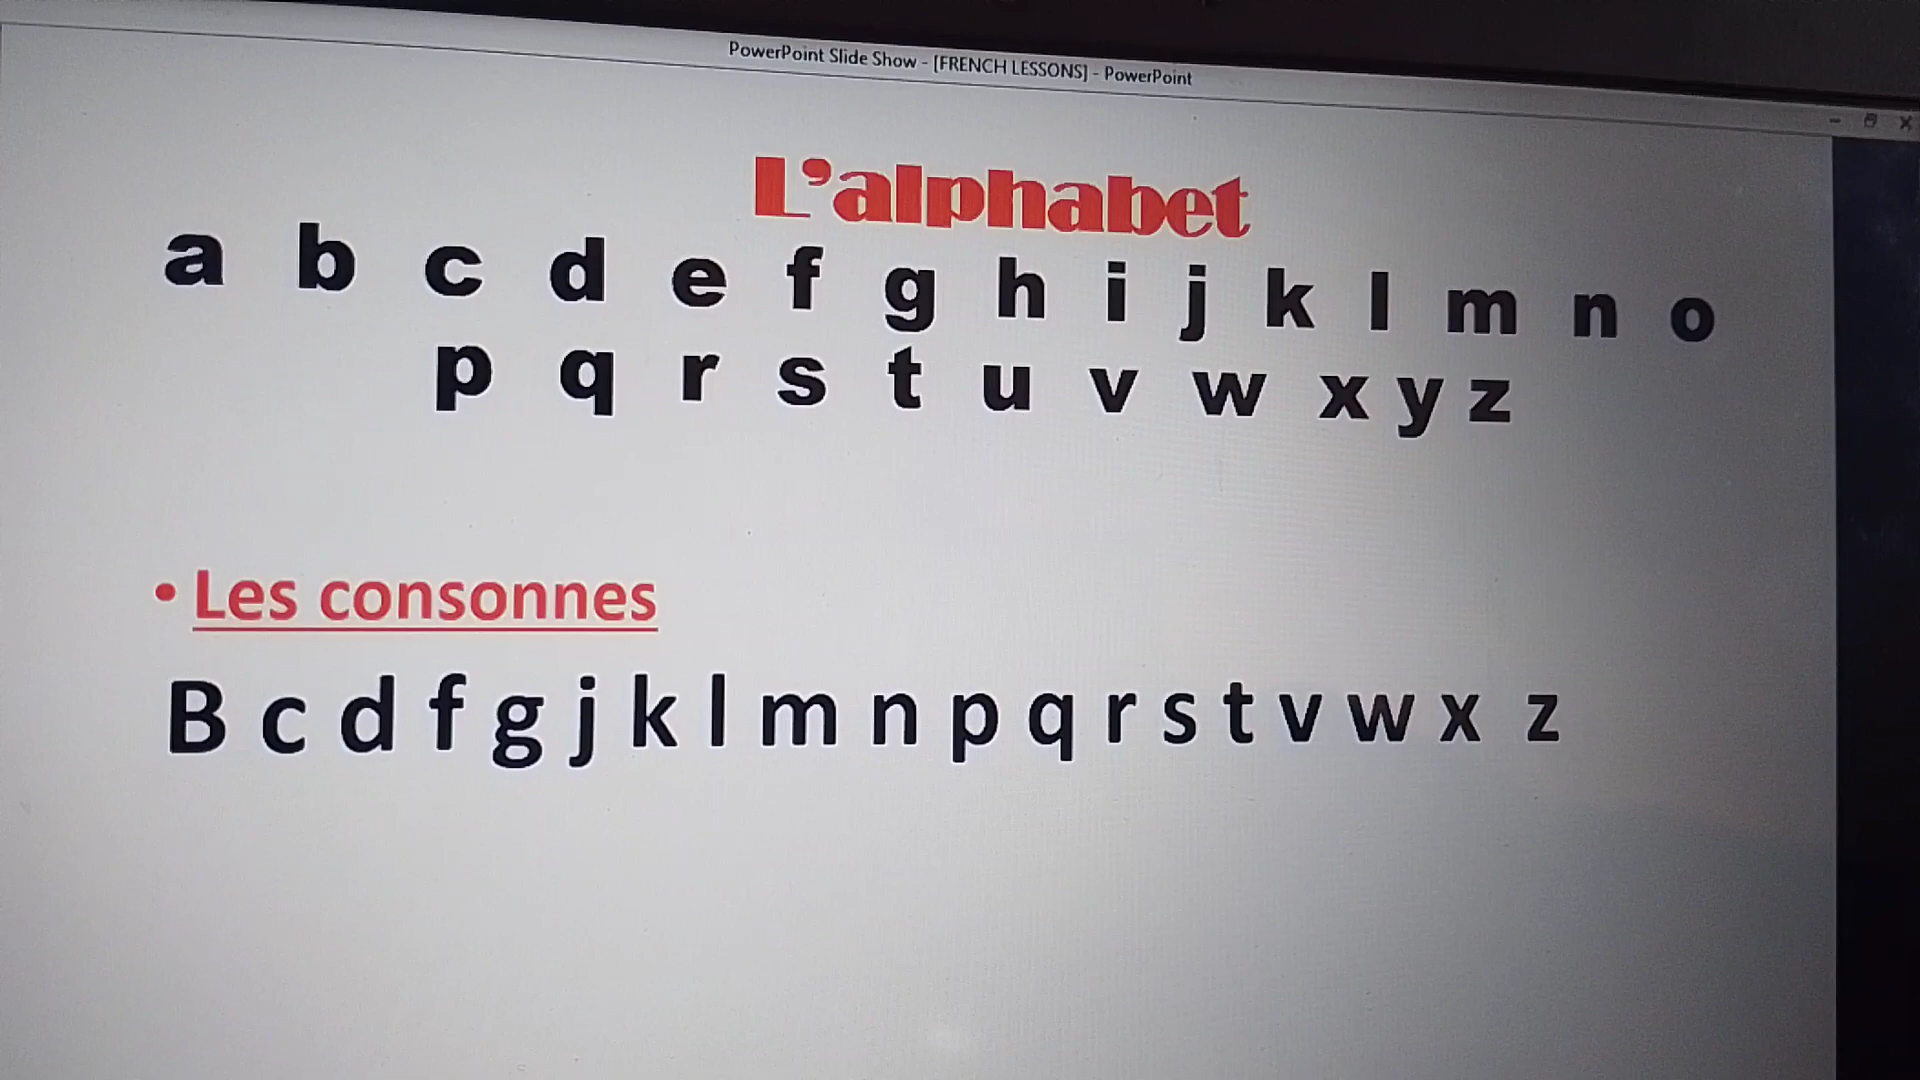 PowerPoint Slide Show - [FRENCH LESSONS] - PowerPoint
L'alphabet
a b c d e f g h i j k l m n o
p q r s t u v w x y z
• Les consonnes
B c d f g j k l m n p q r s t v w x z